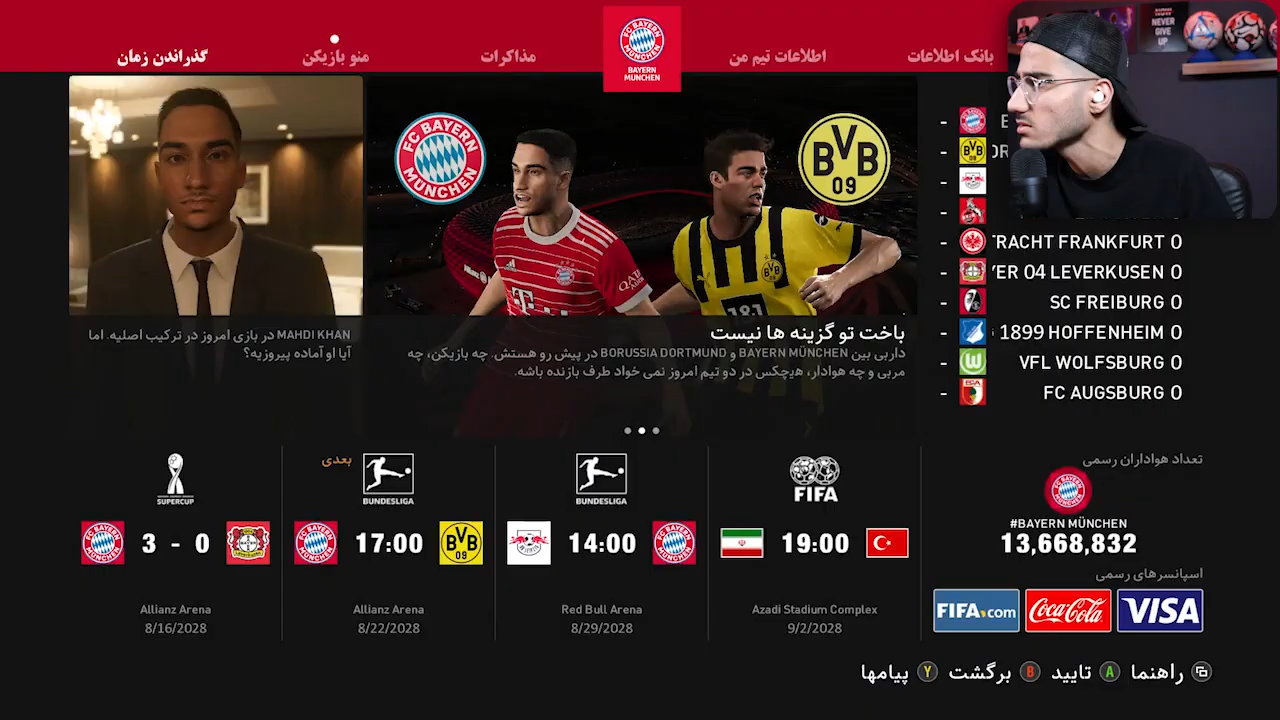 گذراندن زمان
منو بازیکن
مذاکرات
BAYERN
MÜNCHEN
اطلاعات تیم من
بانک اطلاعات
NEVER
GIVE
UP
FC BAYERN
MÜNCHEN
BVB
09
MAHDI KHAN در بازی امروز در ترکیب اصلیه. اما
آیا او آماده پیروزیه؟
باخت تو گزینه ها نیست
داربی بین BAYERN MÜNCHEN و BORUSSIA DORTMUND در پیش رو هستش. چه بازیکن، چه
مربی و چه هوادار، هیچکس در دو تیم امروز نمی خواد طرف بازنده باشه.
- TRACHT FRANKFURT 0
- YER 04 LEVERKUSEN 0
- SC FREIBURG 0
- 1899 HOFFENHEIM 0
- VFL WOLFSBURG 0
- FC AUGSBURG 0
SUPERCUP
3 - 0
Allianz Arena
8/16/2028
بعدی
BUNDESLIGA
17:00
Allianz Arena
8/22/2028
BUNDESLIGA
14:00
Red Bull Arena
8/29/2028
FIFA
19:00
Azadi Stadium Complex
9/2/2028
تعداد هواداران رسمی
#BAYERN MÜNCHEN
13,668,832
اسپانسرهای رسمی
FIFA.com
Coca-Cola
VISA
راهنما
A تایید
B برگشت
Y پیامها